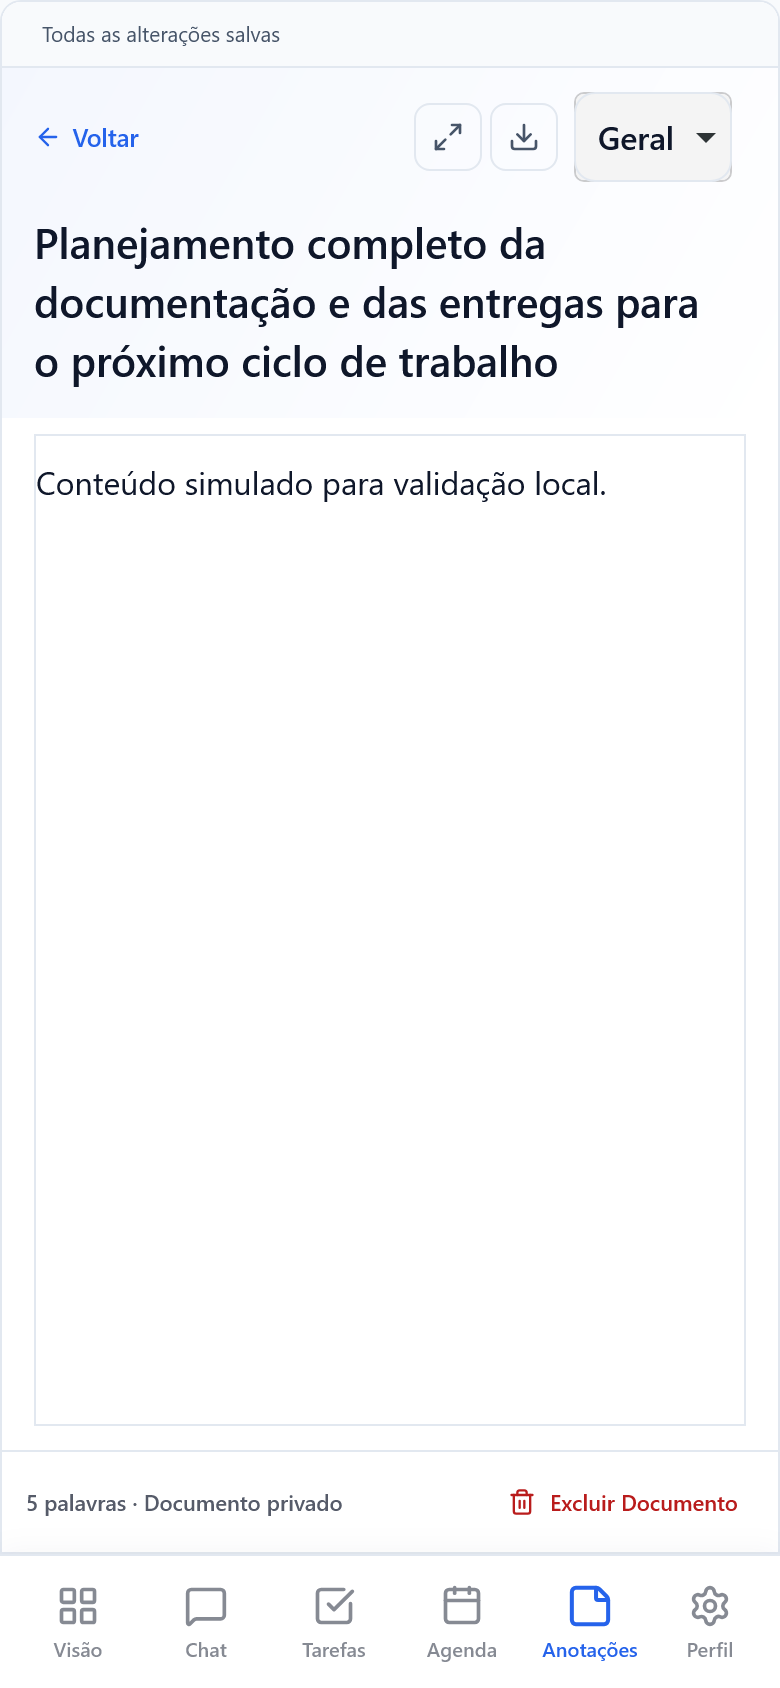 Todas as alterações salvas
Voltar
Geral
Planejamento completo da
documentação e das entregas para
o próximo ciclo de trabalho
Conteúdo simulado para validação local.
5 palavras · Documento privado
Excluir Documento
Visão
Chat
Tarefas
Agenda
Anotações
Perfil